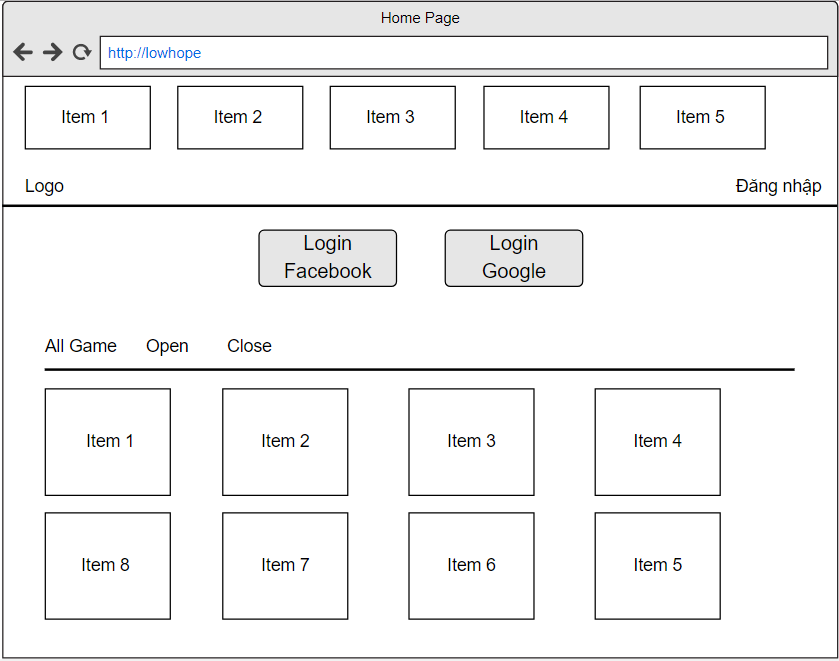 Home Page
http://lowhope
Item 1
Item 2
Item 3
Item 4
Item 5
Logo
Đăng nhập
Login
Facebook
Login
Google
All Game
Open
Close
Item 1
Item 2
Item 3
Item 4
Item 8
Item 7
Item 6
Item 5